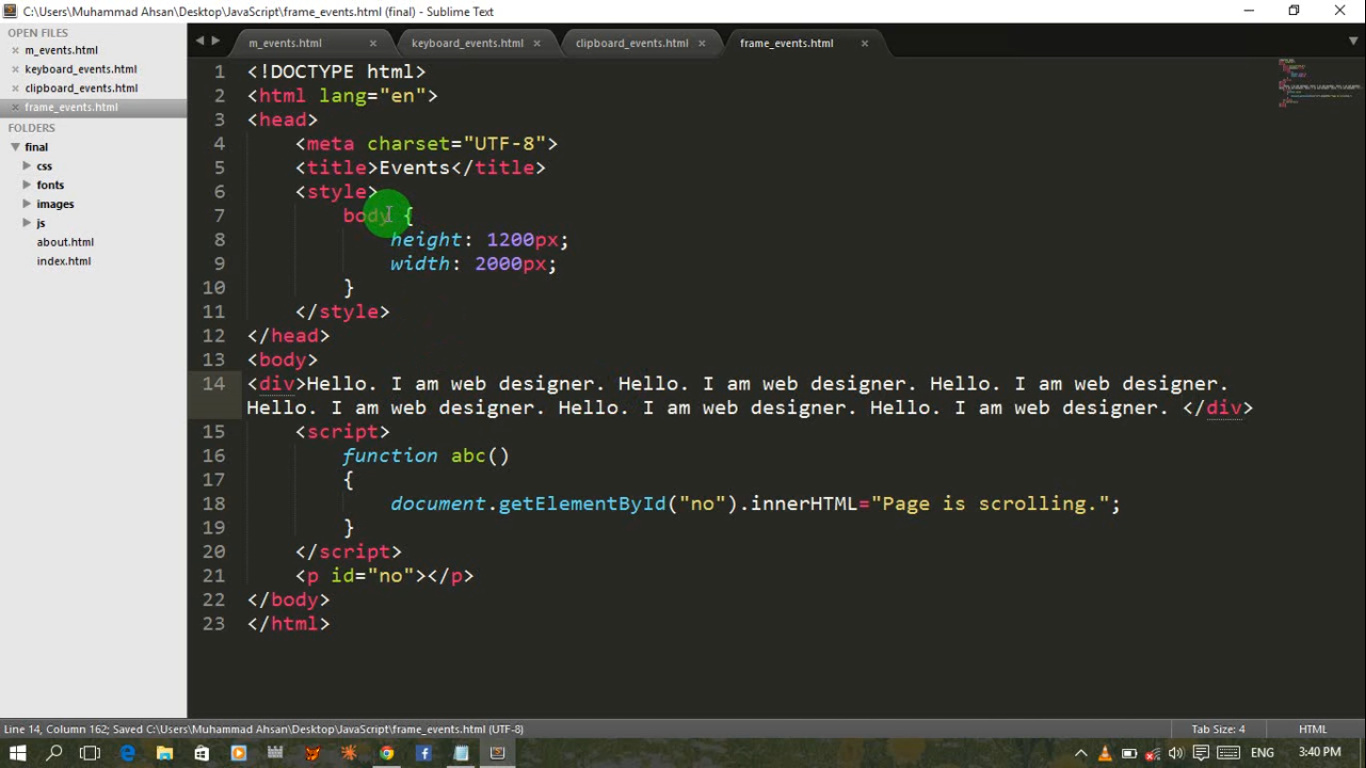 C:\Users\Muhammad Ahsan\Desktop\JavaScript\frame_events.html (final) - Sublime Text
OPEN FILES
m_events.html
keyboard_events.html
clipboard_events.html
frame_events.html
FOLDERS
final
css
fonts
images
js
about.html
index.html
m_events.html keyboard_events.html clipboard_events.html frame_events.html
1 <!DOCTYPE html>
2 <html lang="en">
3 <head>
4 <meta charset="UTF-8">
5 <title>Events</title>
6 <style>
7 body {
8 height: 1200px;
9 width: 2000px;
10 }
11 </style>
12 </head>
13 <body>
14 <div>Hello. I am web designer. Hello. I am web designer. Hello. I am web designer.
Hello. I am web designer. Hello. I am web designer. Hello. I am web designer. </div>
15 <script>
16 function abc()
17 {
18 document.getElementById("no").innerHTML="Page is scrolling.";
19 }
20 </script>
21 <p id="no"></p>
22 </body>
23 </html>
Line 14, Column 162; Saved C:\Users\Muhammad Ahsan\Desktop\JavaScript\frame_events.html (UTF-8) Tab Size: 4 HTML
ENG 3:40 PM